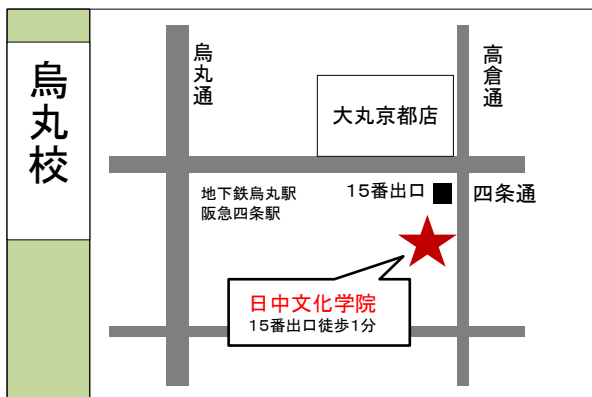 烏丸校
烏丸通
高倉通
大丸京都店
地下鉄烏丸駅
阪急四条駅
15番出口
四条通
日中文化学院
15番出口徒歩1分